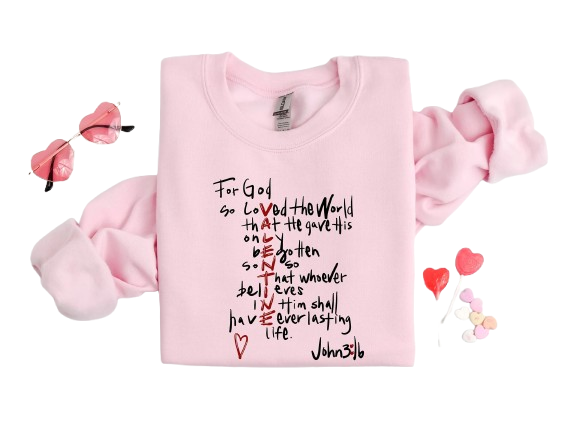 For God
so LoVed the World
thAt He gave His
onLy
bEgotten
soN so
That whoever
belIeves
iN Him shall
havE everlasting
life.
John 3:16